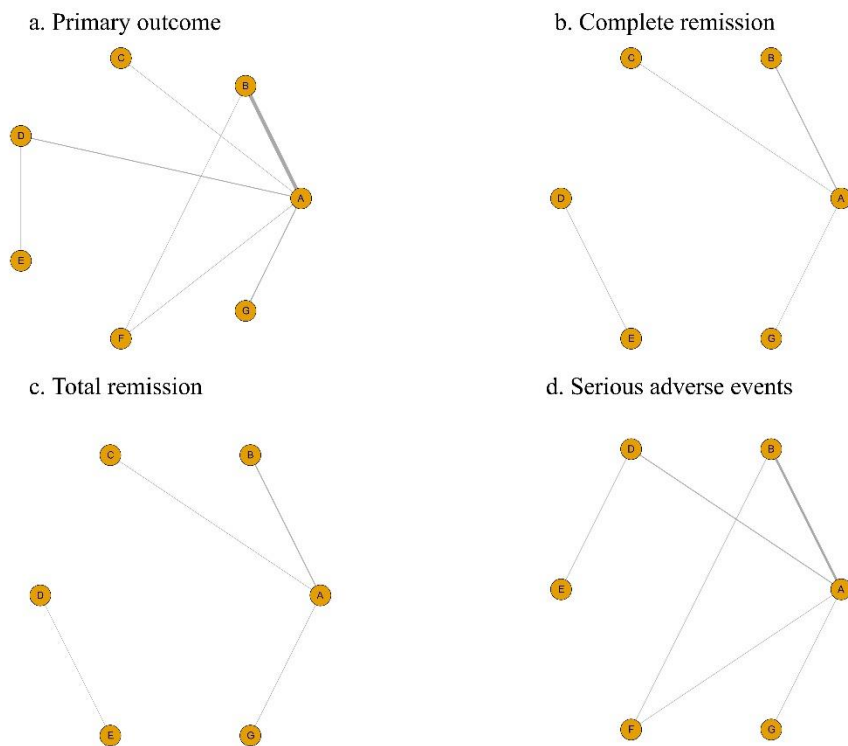 a. Primary outcome
C
B
D
A
E
G
F
b. Complete remission
C
B
D
A
E
G
c. Total remission
C
B
D
A
E
G
d. Serious adverse events
D
B
E
A
F
G